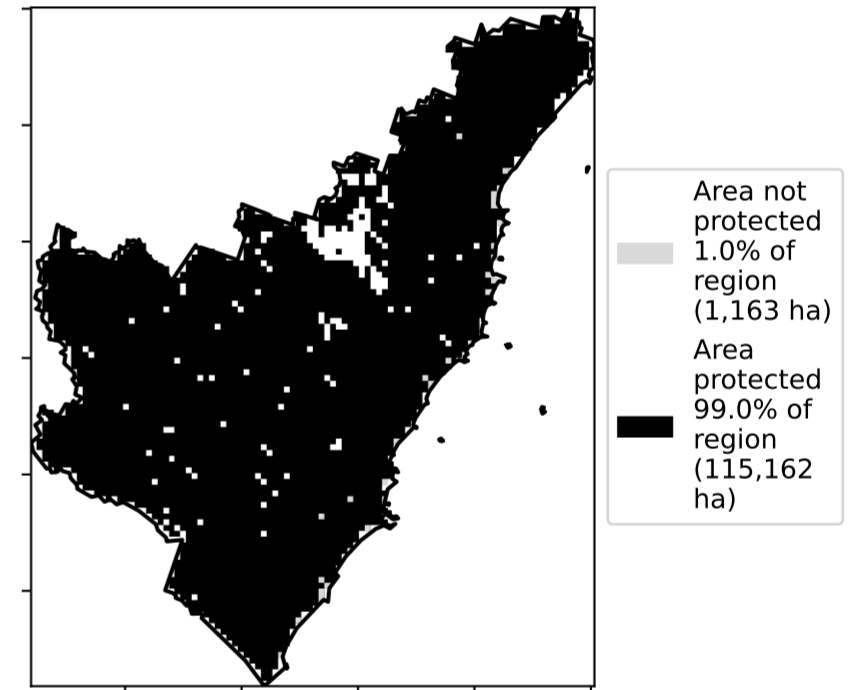 Area not
protected
1.0% of
region
(1,163 ha)
Area
protected
99.0% of
region
(115,162
ha)